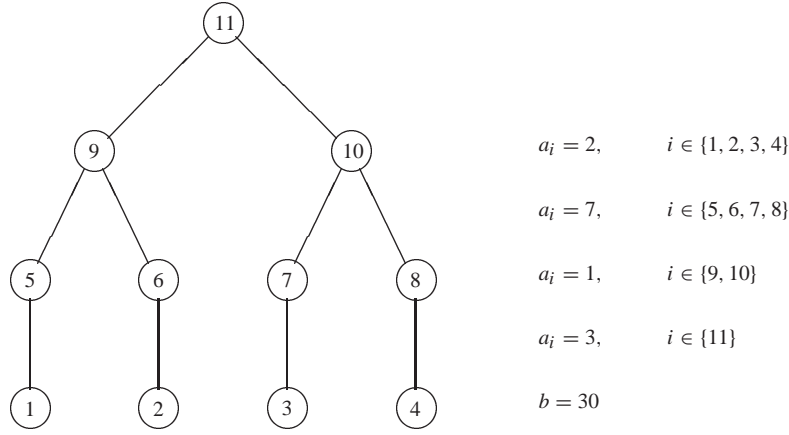 11
9 10
a_i = 2, i ∈ {1, 2, 3, 4}
a_i = 7, i ∈ {5, 6, 7, 8}
5 6 7 8
a_i = 1, i ∈ {9, 10}
a_i = 3, i ∈ {11}
1 2 3 4
b = 30